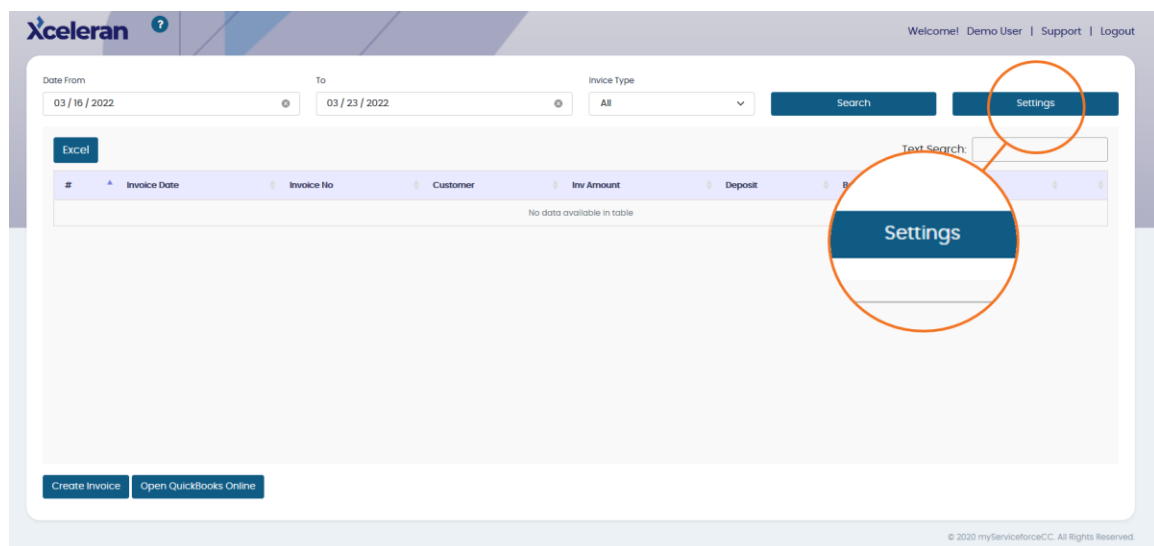 Xceleran ?
Welcome! Demo User | Support | Logout
Date From To Invice Type
03 / 16 / 2022 03 / 23 / 2022 All Search Settings
Excel Text Search:
# Invoice Date Invoice No Customer Inv Amount Deposit
No data available in table
Settings
Create Invoice Open QuickBooks Online
© 2020 myServiceforceCC. All Rights Reserved.